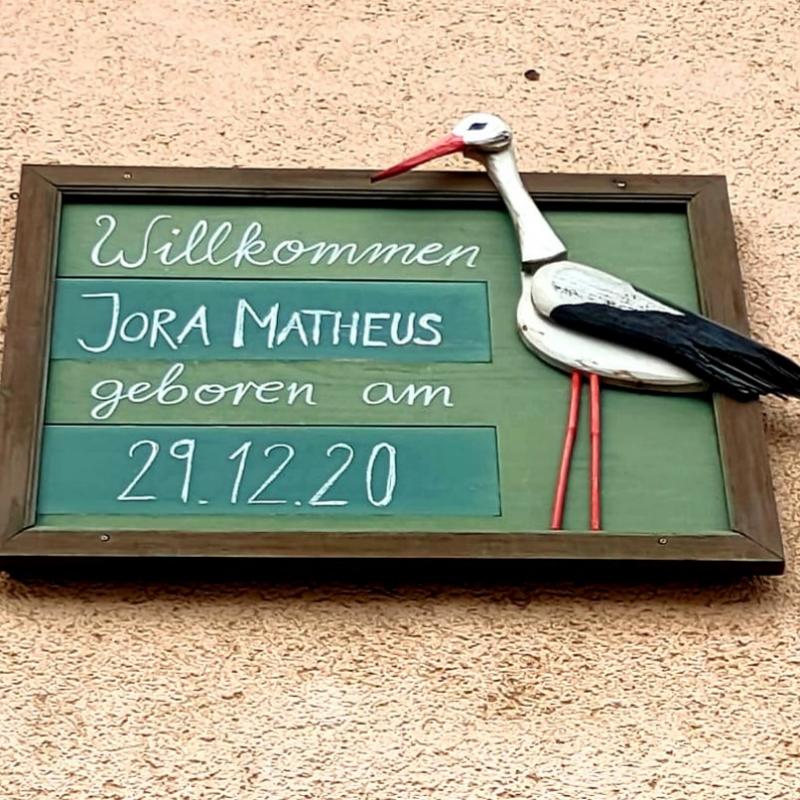 Willkommen
JORA MATHEUS
geboren am
29.12.20